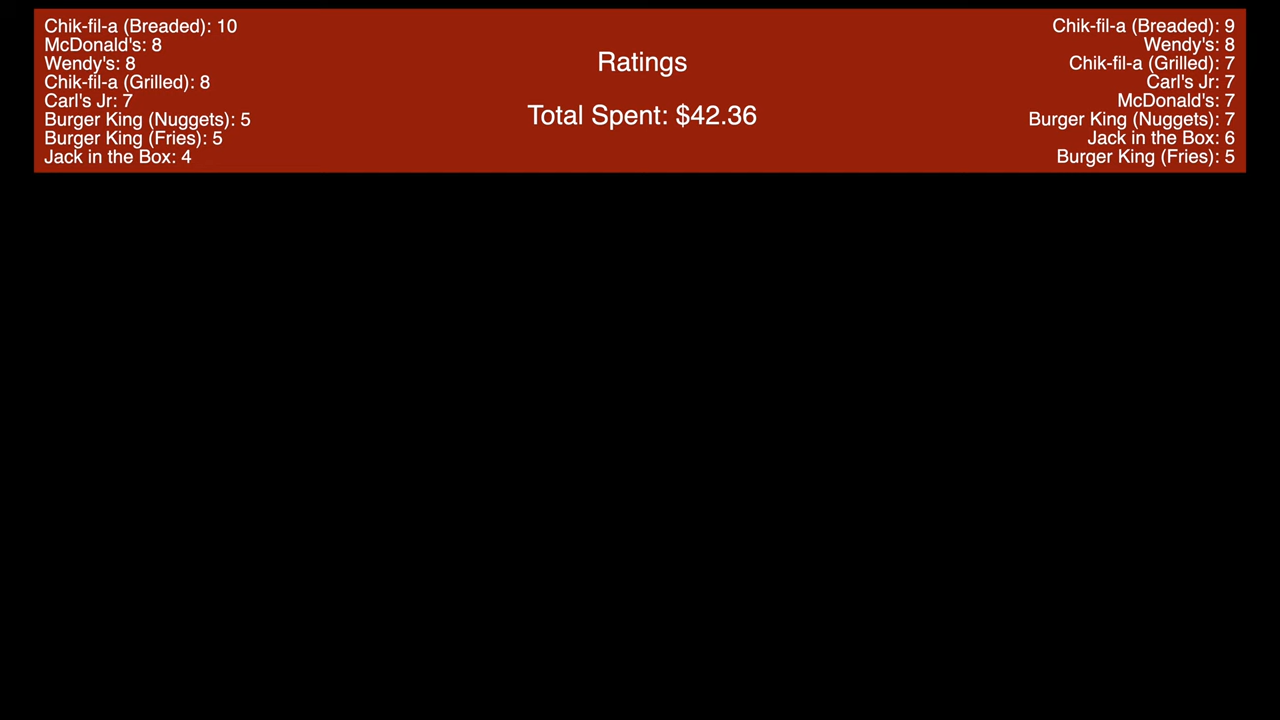 Chik-fil-a (Breaded): 10
McDonald's: 8
Wendy's: 8
Chik-fil-a (Grilled): 8
Carl's Jr: 7
Burger King (Nuggets): 5
Burger King (Fries): 5
Jack in the Box: 4
Ratings
Total Spent: $42.36
Chik-fil-a (Breaded): 9
Wendy's: 8
Chik-fil-a (Grilled): 7
Carl's Jr: 7
McDonald's: 7
Burger King (Nuggets): 7
Jack in the Box: 6
Burger King (Fries): 5